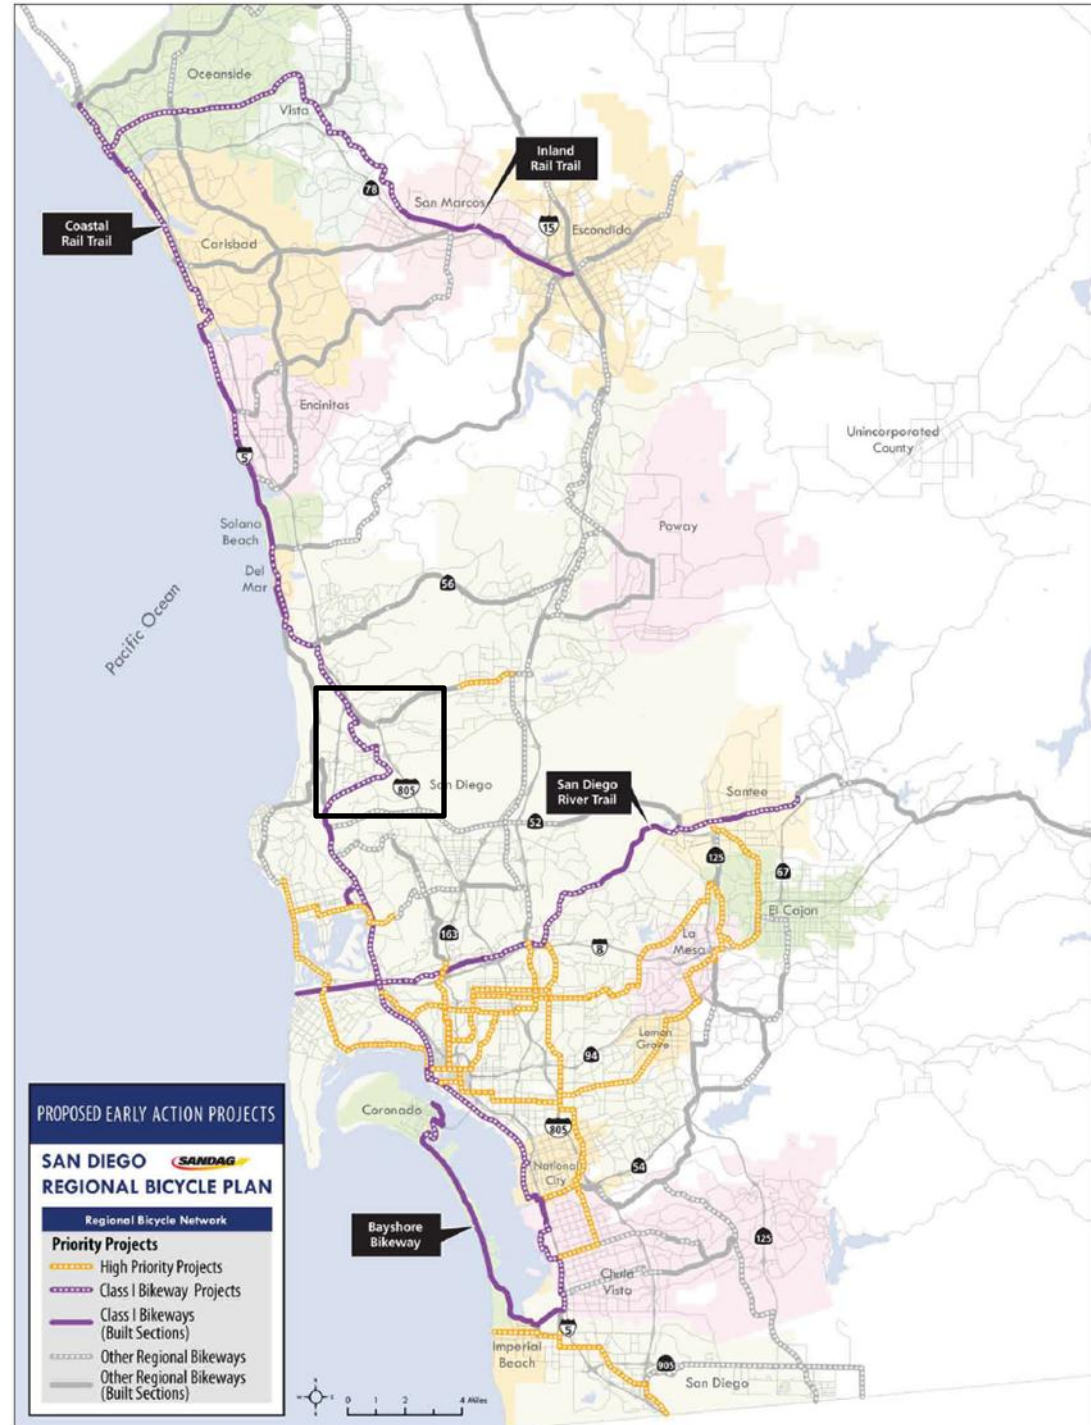 Oceanside
Vista
Inland
Rail Trail
78
San Marcos
15
Escondido
Coastal
Rail Trail
Carlsbad
Encinitas
5
Unincorporated
County
Solana
Beach
Poway
Del
Mar
56
Pacific Ocean
805
San Diego
San Diego
River Trail
Santee
52
125
67
El Cajon
163
8
La
Mesa
Lemon
Grove
94
Coronado
805
National
City
54
Bayshore
Bikeway
125
Chula
Vista
5
Imperial
Beach
905
San Diego
PROPOSED EARLY ACTION PROJECTS
SAN DIEGO SANDAG
REGIONAL BICYCLE PLAN
Regional Bicycle Network
Priority Projects
High Priority Projects
Class I Bikeway Projects
Class I Bikeways
(Built Sections)
Other Regional Bikeways
Other Regional Bikeways
(Built Sections)
0 2 4 Miles